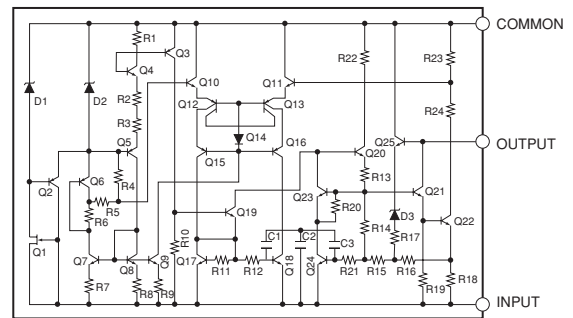 COMMON
R1
Q3
R22
R23
Q4
D1
D2
Q10
Q11
R2
Q12
Q13
R24
R3
Q5
Q14
Q25
OUTPUT
Q15
Q16
Q20
Q2
Q6
R4
R13
Q23
Q21
R5
R20
D3
R6
Q19
Q22
R14
R17
Q1
R10
C1
C2
C3
Q7
Q8
Q9
Q17
R11
R12
Q18
Q24
R21
R15
R16
R7
R8
R9
R19
R18
INPUT